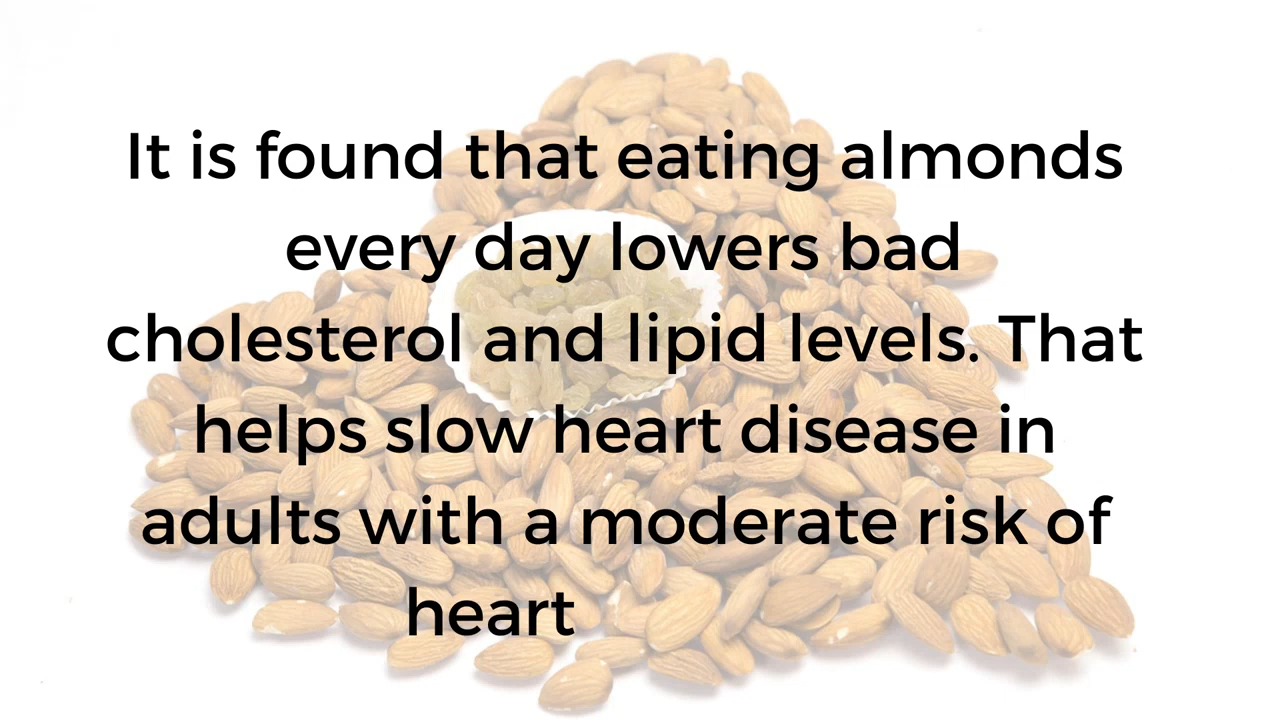 It is found that eating almonds
every day lowers bad
cholesterol and lipid levels. That
helps slow heart disease in
adults with a moderate risk of
heart